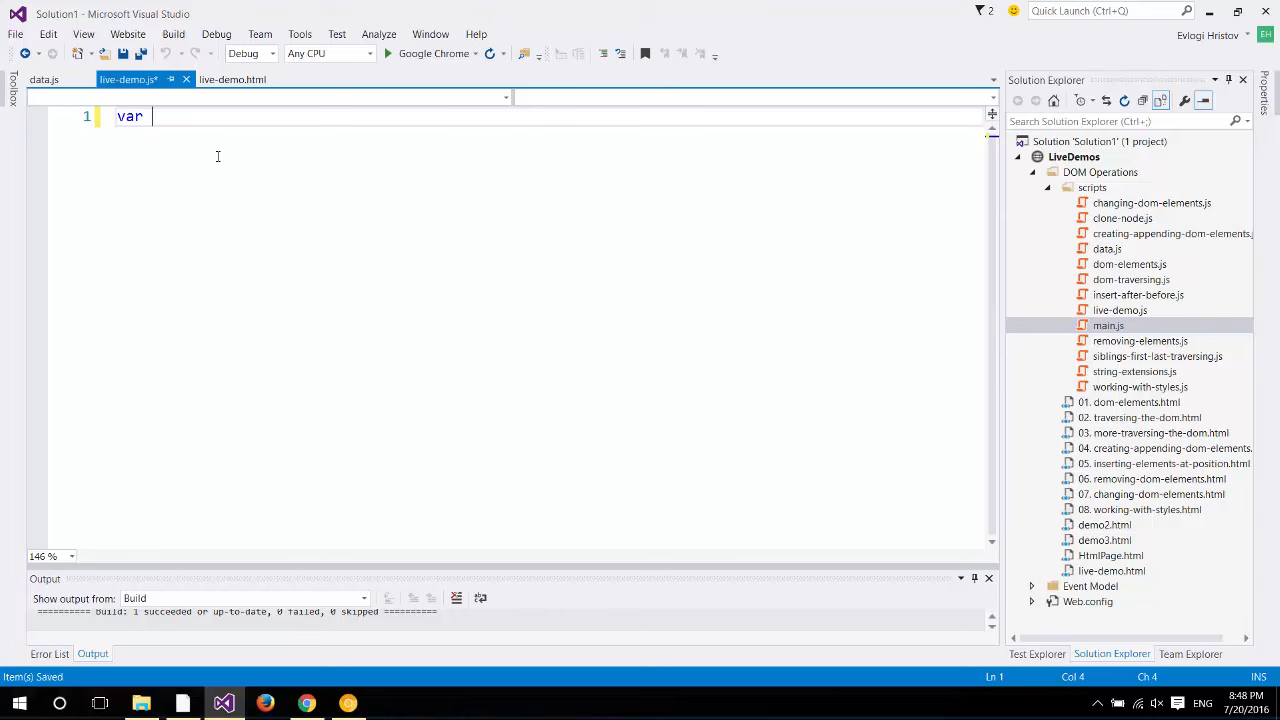 Solution1 - Microsoft Visual Studio
2
Quick Launch (Ctrl+Q)
File Edit View Website Build Debug Team Tools Test Analyze Window Help
Evlogi Hristov EH
Debug Any CPU Google Chrome
data.js live-demo.js* live-demo.html
Toolbox
1 var
146 %
Output
Show output from: Build
========== Build: 1 succeeded or up-to-date, 0 failed, 0 skipped ==========
Error List Output
Solution Explorer
Search Solution Explorer (Ctrl+;)
Solution 'Solution1' (1 project)
LiveDemos
DOM Operations
scripts
changing-dom-elements.js
clone-node.js
creating-appending-dom-elements.
data.js
dom-elements.js
dom-traversing.js
insert-after-before.js
live-demo.js
main.js
removing-elements.js
siblings-first-last-traversing.js
string-extensions.js
working-with-styles.js
01. dom-elements.html
02. traversing-the-dom.html
03. more-traversing-the-dom.html
04. creating-appending-dom-elements.
05. inserting-elements-at-position.html
06. removing-dom-elements.html
07. changing-dom-elements.html
08. working-with-styles.html
demo2.html
demo3.html
HtmlPage.html
live-demo.html
Event Model
Web.config
Test Explorer Solution Explorer Team Explorer
Properties
Item(s) Saved Ln 1 Col 4 Ch 4 INS
ENG
8:48 PM
7/20/2016